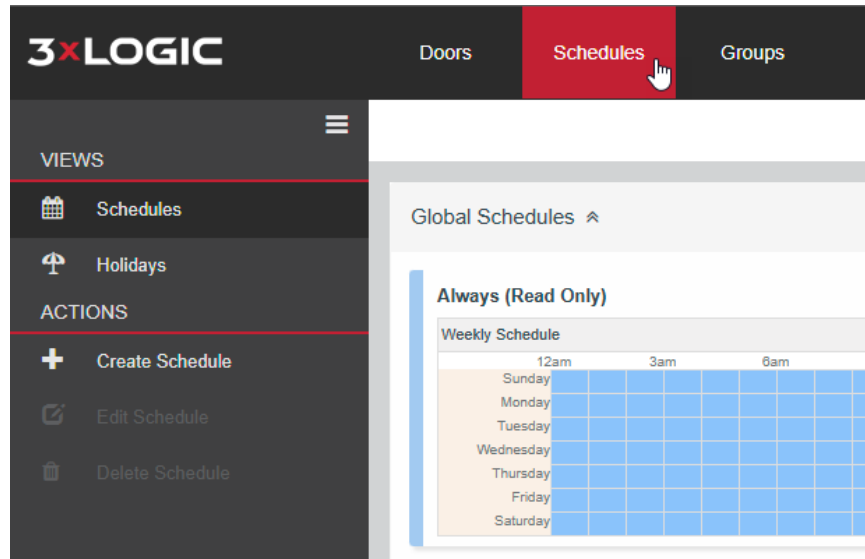 3xLOGIC
Doors Schedules Groups
VIEWS
Schedules
Holidays
ACTIONS
Create Schedule
Edit Schedule
Delete Schedule
Global Schedules
Always (Read Only)
Weekly Schedule
12am 3am 6am
Sunday
Monday
Tuesday
Wednesday
Thursday
Friday
Saturday